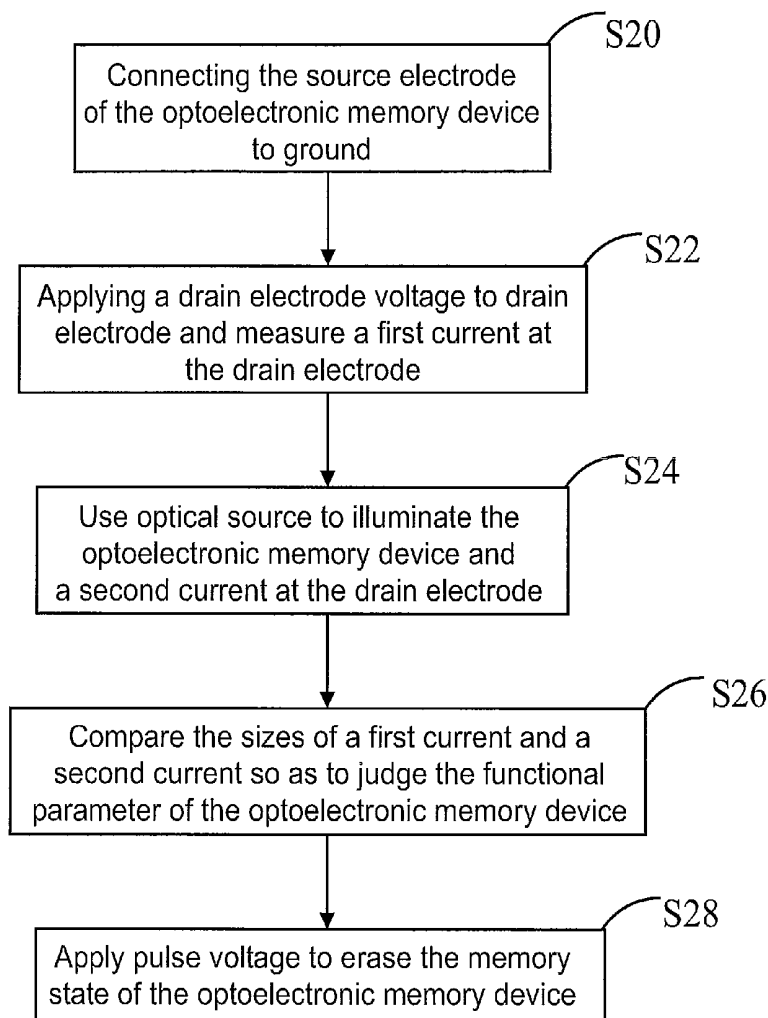 S20
Connecting the source electrode
of the optoelectronic memory device
to ground
S22
Applying a drain electrode voltage to drain
electrode and measure a first current at
the drain electrode
S24
Use optical source to illuminate the
optoelectronic memory device and
a second current at the drain electrode
S26
Compare the sizes of a first current and a
second current so as to judge the functional
parameter of the optoelectronic memory device
S28
Apply pulse voltage to erase the memory
state of the optoelectronic memory device